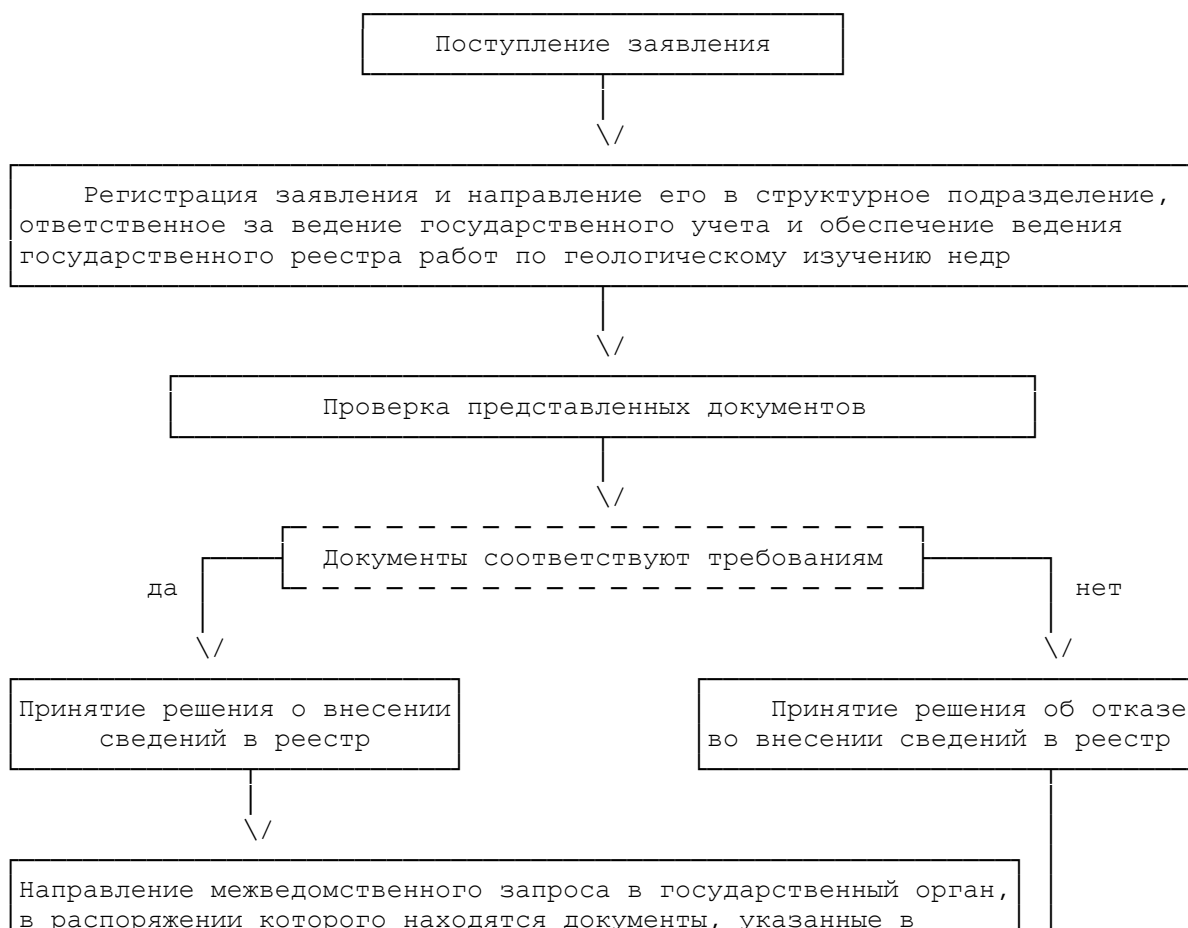 Поступление заявления
Регистрация заявления и направление его в структурное подразделение,
ответственное за ведение государственного учета и обеспечение ведения
государственного реестра работ по геологическому изучению недр
Проверка представленных документов
Документы соответствуют требованиям
да
нет
Принятие решения о внесении
сведений в реестр
Принятие решения об отказе
во внесении сведений в реестр
Направление межведомственного запроса в государственный орган,
в распоряжении которого находятся документы, указанные в